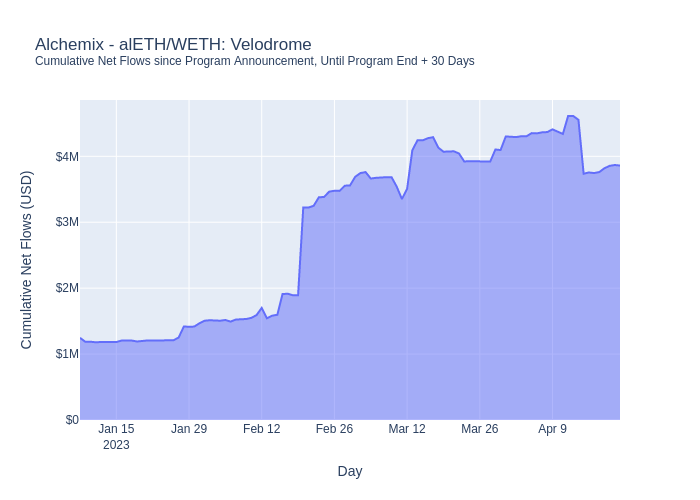 Alchemix - alETH/WETH: Velodrome
Cumulative Net Flows since Program Announcement, Until Program End + 30 Days
Cumulative Net Flows (USD)
$4M
$3M
$2M
$1M
$0
Jan 15 Jan 29 Feb 12 Feb 26 Mar 12 Mar 26 Apr 9
2023
Day